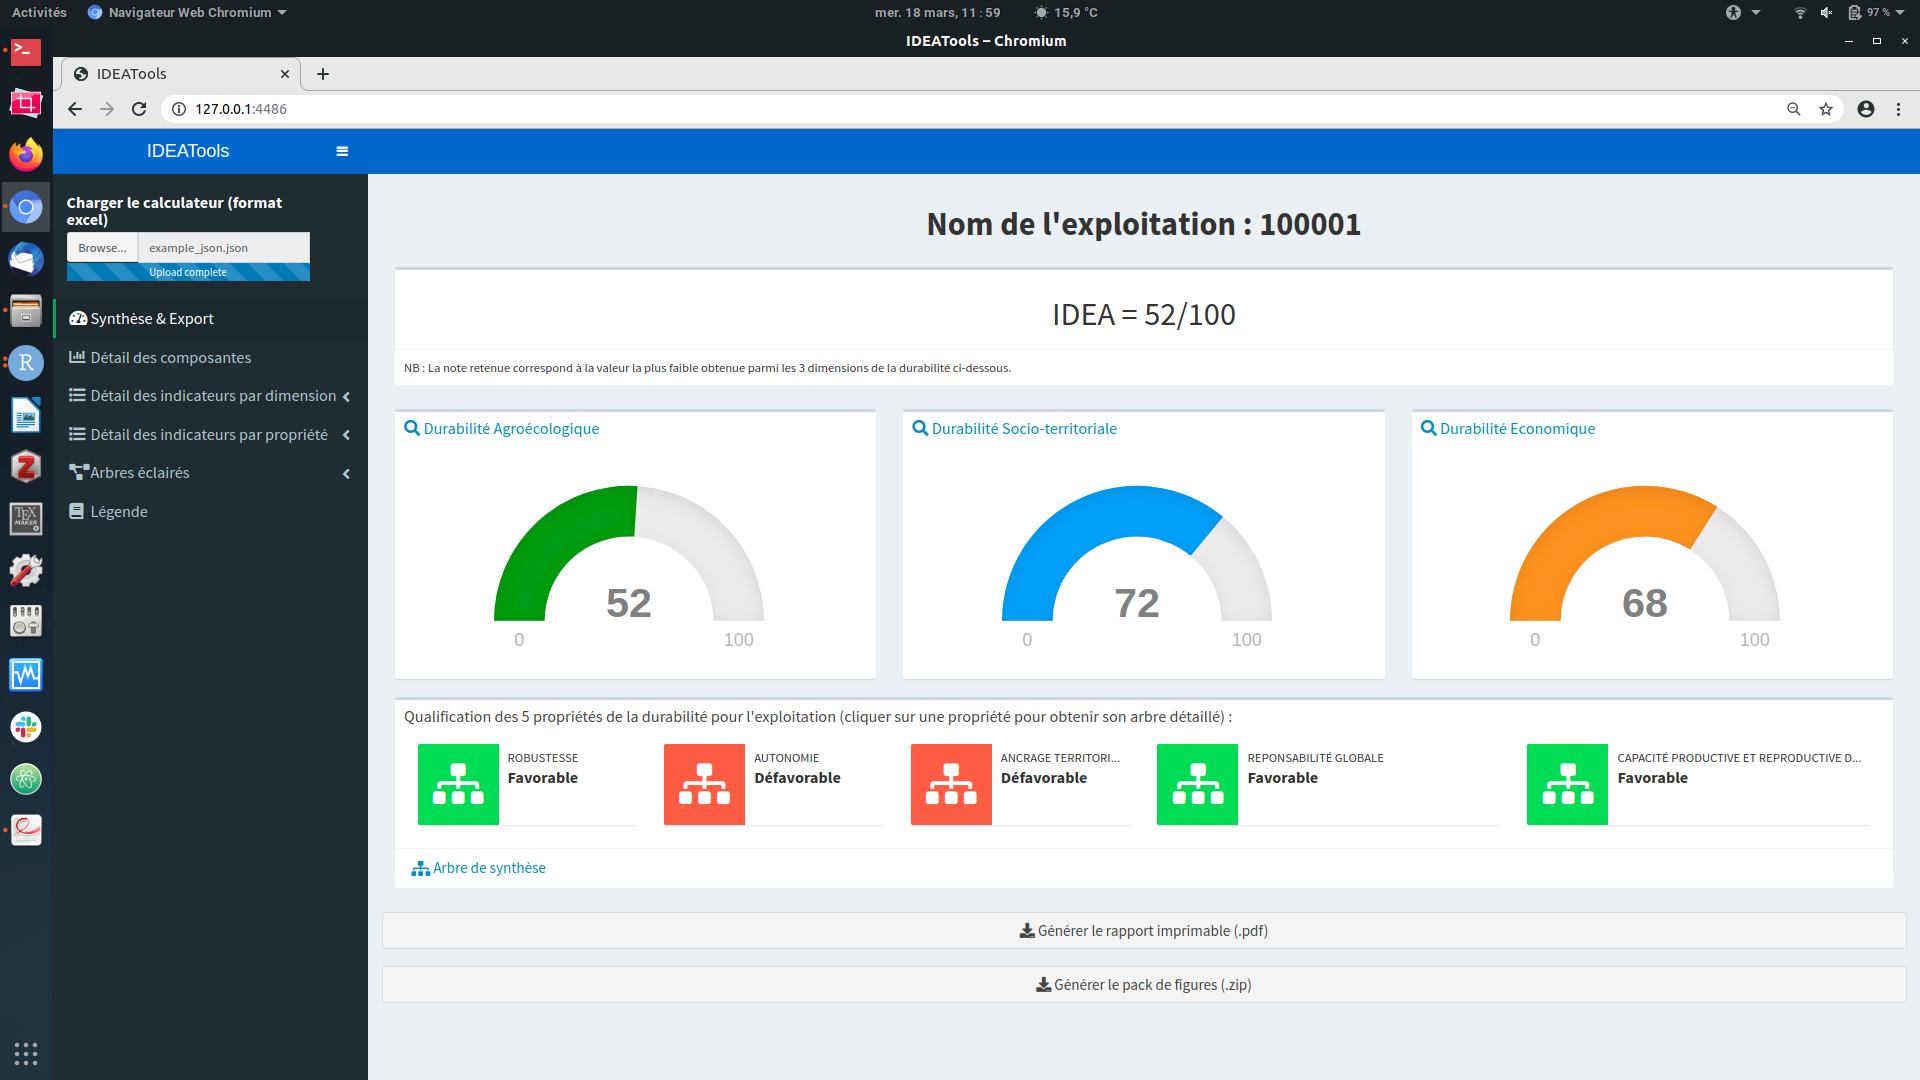 Activités
Navigateur Web Chromium
mer. 18 mars, 11 : 59
15,9 °C
97 %
IDEATools – Chromium
IDEATools
127.0.0.1:4486
IDEATools
Charger le calculateur (format
excel)
Browse...
example_json.json
Upload complete
Synthèse & Export
Détail des composantes
Détail des indicateurs par dimension
Détail des indicateurs par propriété
Arbres éclairés
Légende
Nom de l'exploitation : 100001
IDEA = 52/100
NB : La note retenue correspond à la valeur la plus faible obtenue parmi les 3 dimensions de la durabilité ci-dessous.
Durabilité Agroécologique
52
0
100
Durabilité Socio-territoriale
72
0
100
Durabilité Economique
68
0
100
Qualification des 5 propriétés de la durabilité pour l'exploitation (cliquer sur une propriété pour obtenir son arbre détaillé) :
ROBUSTESSE
Favorable
AUTONOMIE
Défavorable
ANCRAGE TERRITORI...
Défavorable
REPONSABILITÉ GLOBALE
Favorable
CAPACITÉ PRODUCTIVE ET REPRODUCTIVE D...
Favorable
Arbre de synthèse
Générer le rapport imprimable (.pdf)
Générer le pack de figures (.zip)
R
Z
TEX
MAKER